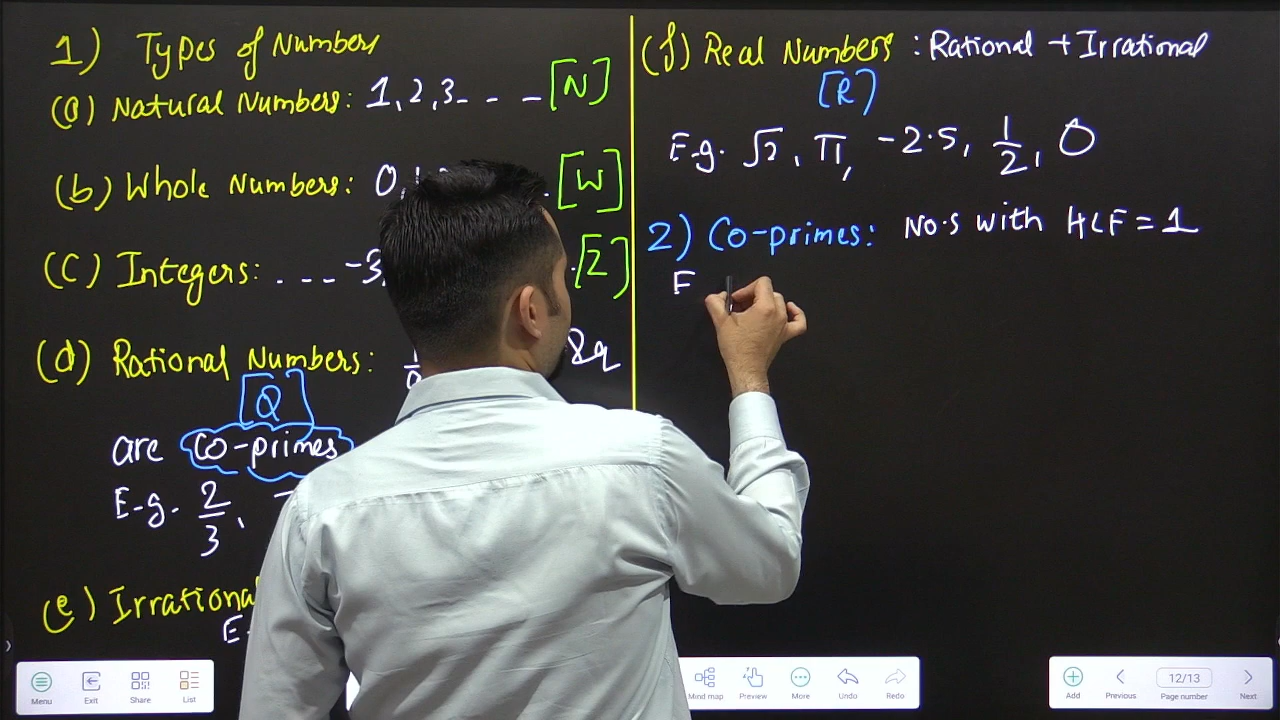 1) Types of Numbers
(a) Natural Numbers: 1, 2, 3 - - - [N]
(b) Whole Numbers: 0, [W]
(c) Integers: . - - - -3, [Z]
(d) Rational Numbers: & q
[Q]
are co-primes
E.g. 2/3,
(e) Irrational
E.
(f) Real Numbers : Rational + Irrational
[R]
E.g. √2, π, -2.5, 1/2, 0
2) Co-primes: No.s with HCF = 1
E
Menu Exit Share List Mind map Preview More Undo Redo Add Previous 12/13 Page number Next